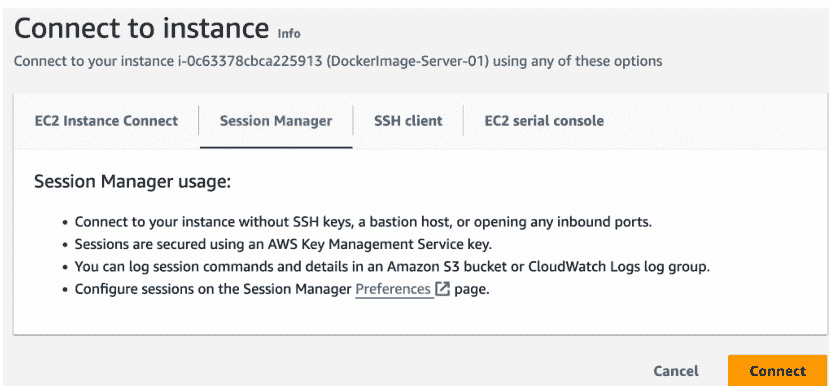 Connect to instance Info
Connect to your instance i-0c63378cbca225913 (DockerImage-Server-01) using any of these options
EC2 Instance Connect Session Manager SSH client EC2 serial console
Session Manager usage:
• Connect to your instance without SSH keys, a bastion host, or opening any inbound ports.
• Sessions are secured using an AWS Key Management Service key.
• You can log session commands and details in an Amazon S3 bucket or CloudWatch Logs log group.
• Configure sessions on the Session Manager Preferences page.
Cancel Connect